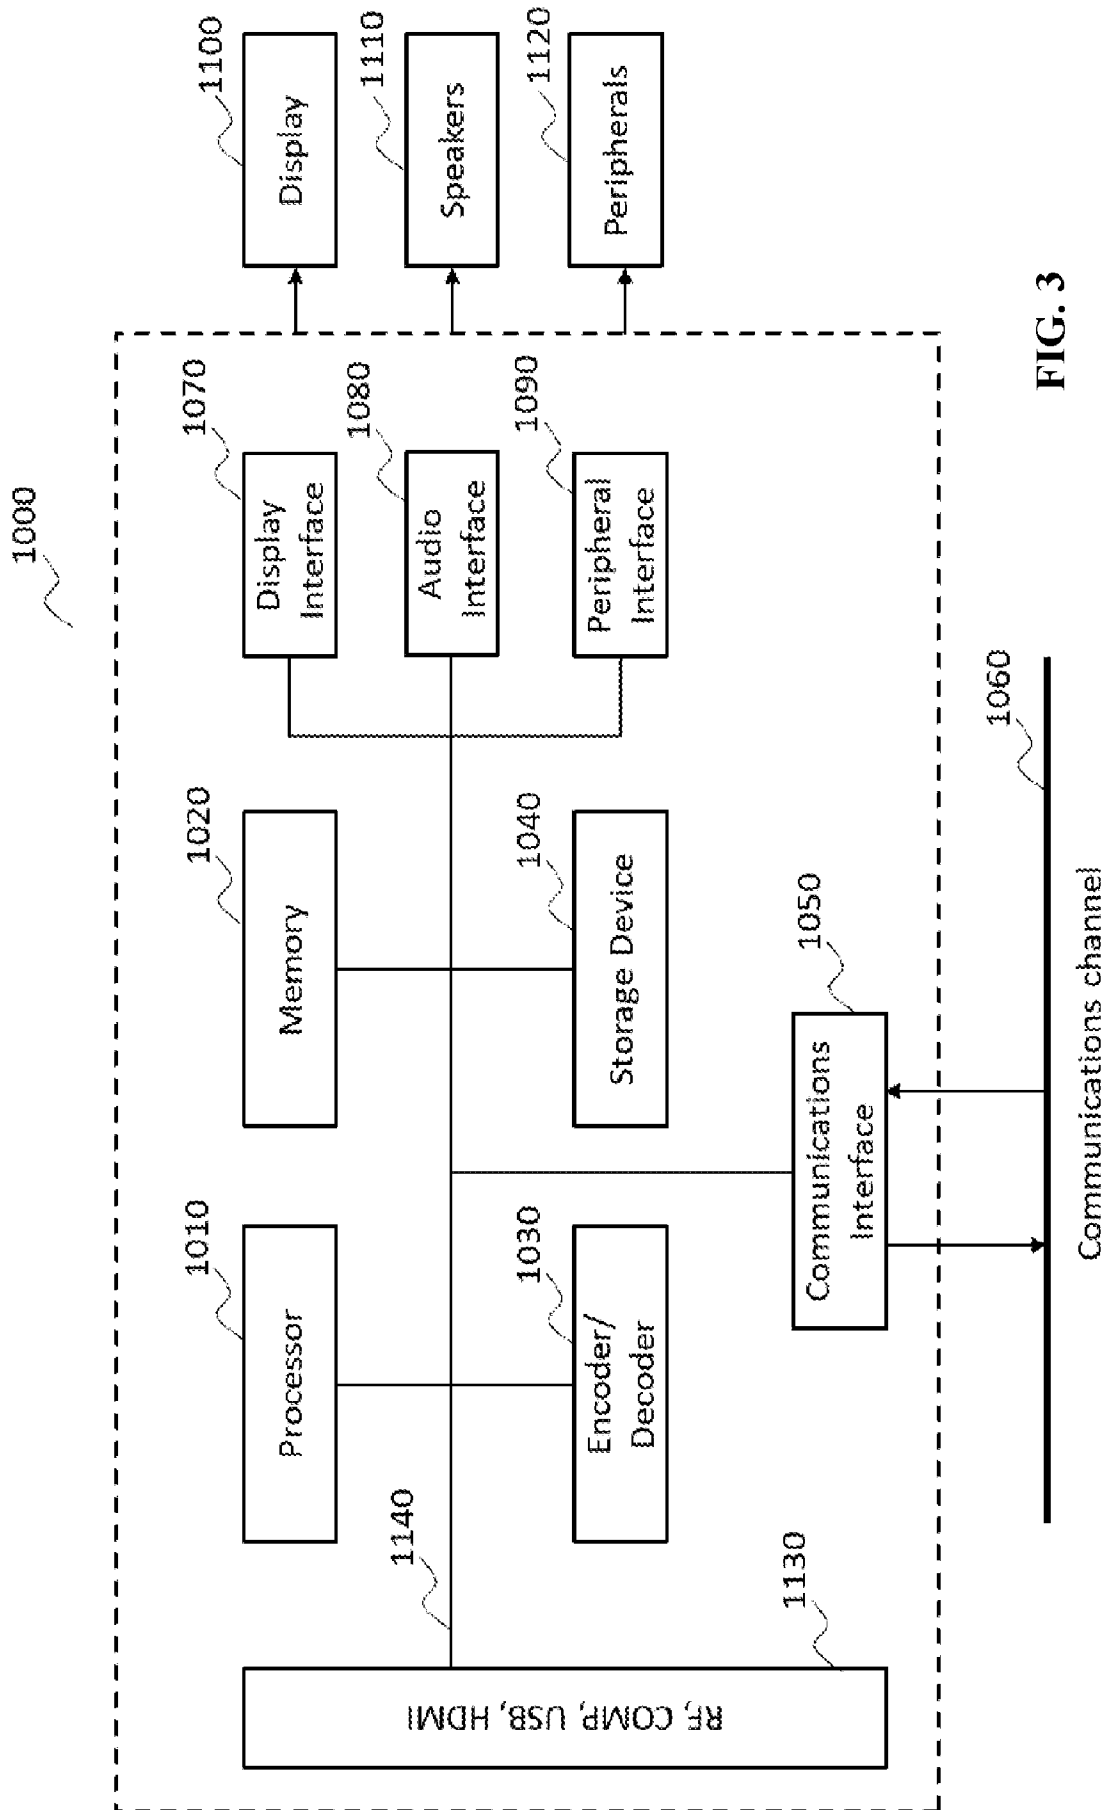 1000
1010
Processor
1020
Memory
1070
Display
Interface
1100
Display
1140
1080
Audio
Interface
1110
Speakers
1030
Encoder/
Decoder
1040
Storage Device
1090
Peripheral
Interface
1120
Peripherals
1130
RF, COMP, USB, HDMI
1050
Communications
Interface
1060
Communications channel
FIG. 3